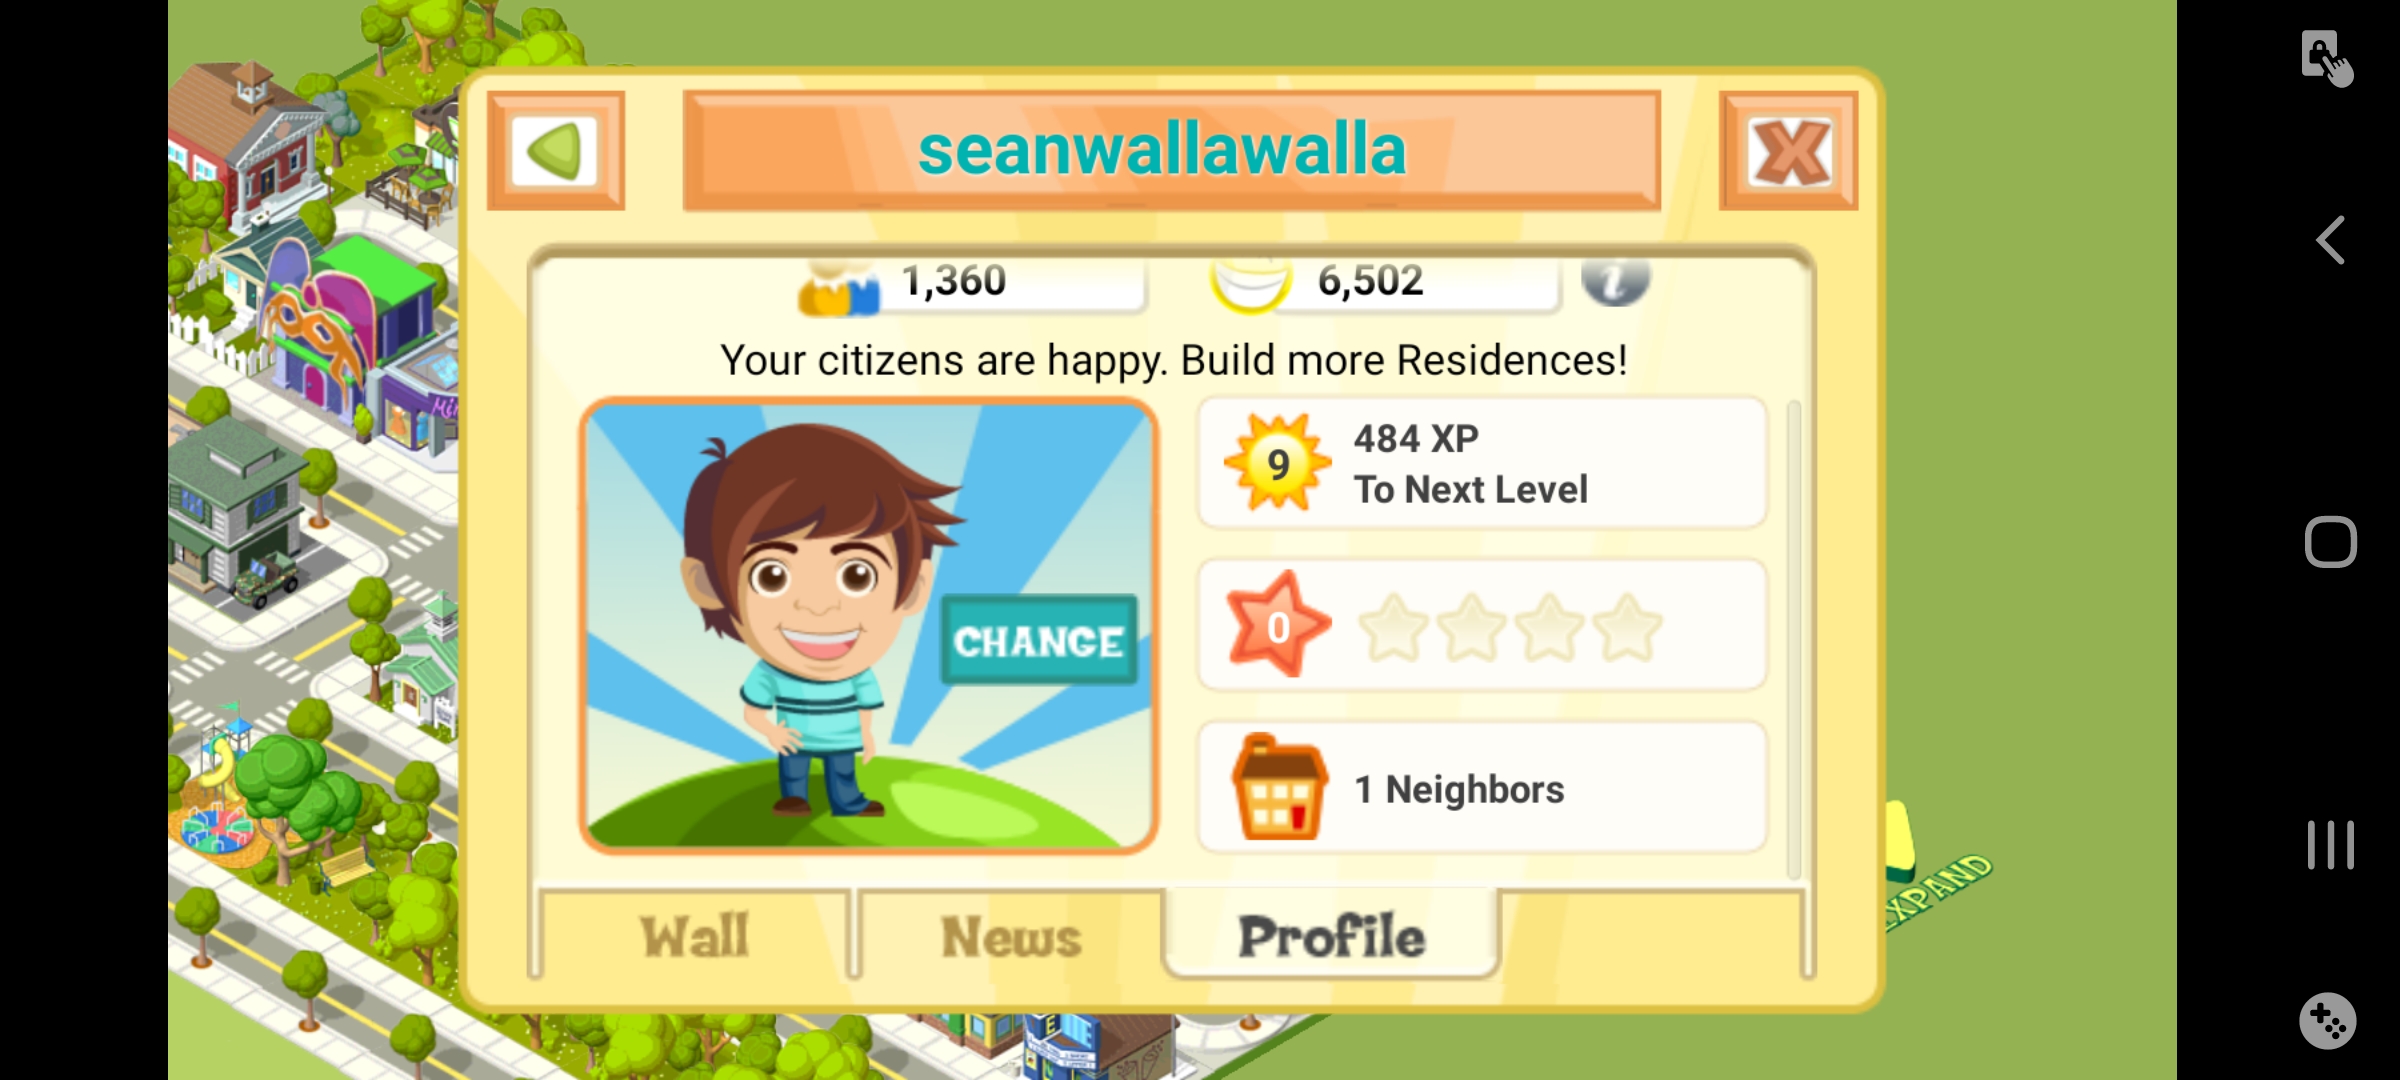 seanwallawalla
1,360
6,502
i
Your citizens are happy. Build more Residences!
9
484 XP
To Next Level
CHANGE
0
1 Neighbors
Wall
News
Profile